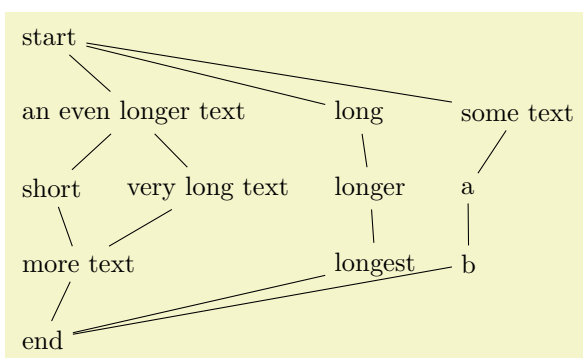 start
an even longer text long some text
short very long text longer a
more text longest b
end